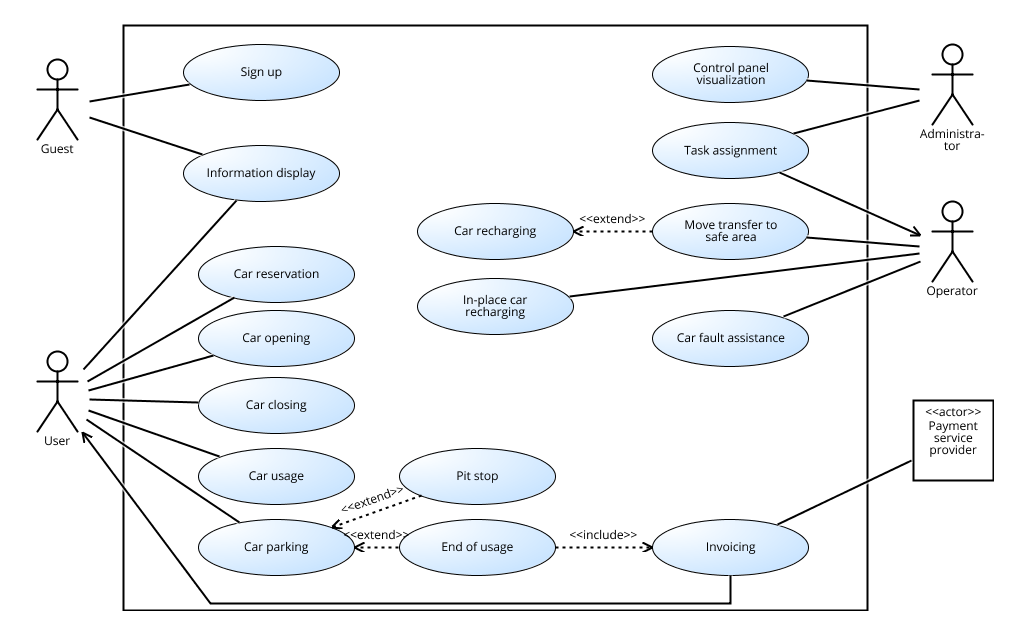 Sign up
Control panel
visualization
Guest
Administra-
tor
Task assignment
Information display
Car recharging
<<extend>>
Move transfer to
safe area
Car reservation
Operator
In-place car
recharging
Car opening
Car fault assistance
Car closing
User
<<actor>>
Payment
service
provider
Car usage
Pit stop
<<extend>>
Car parking
<<extend>>
End of usage
<<include>>
Invoicing